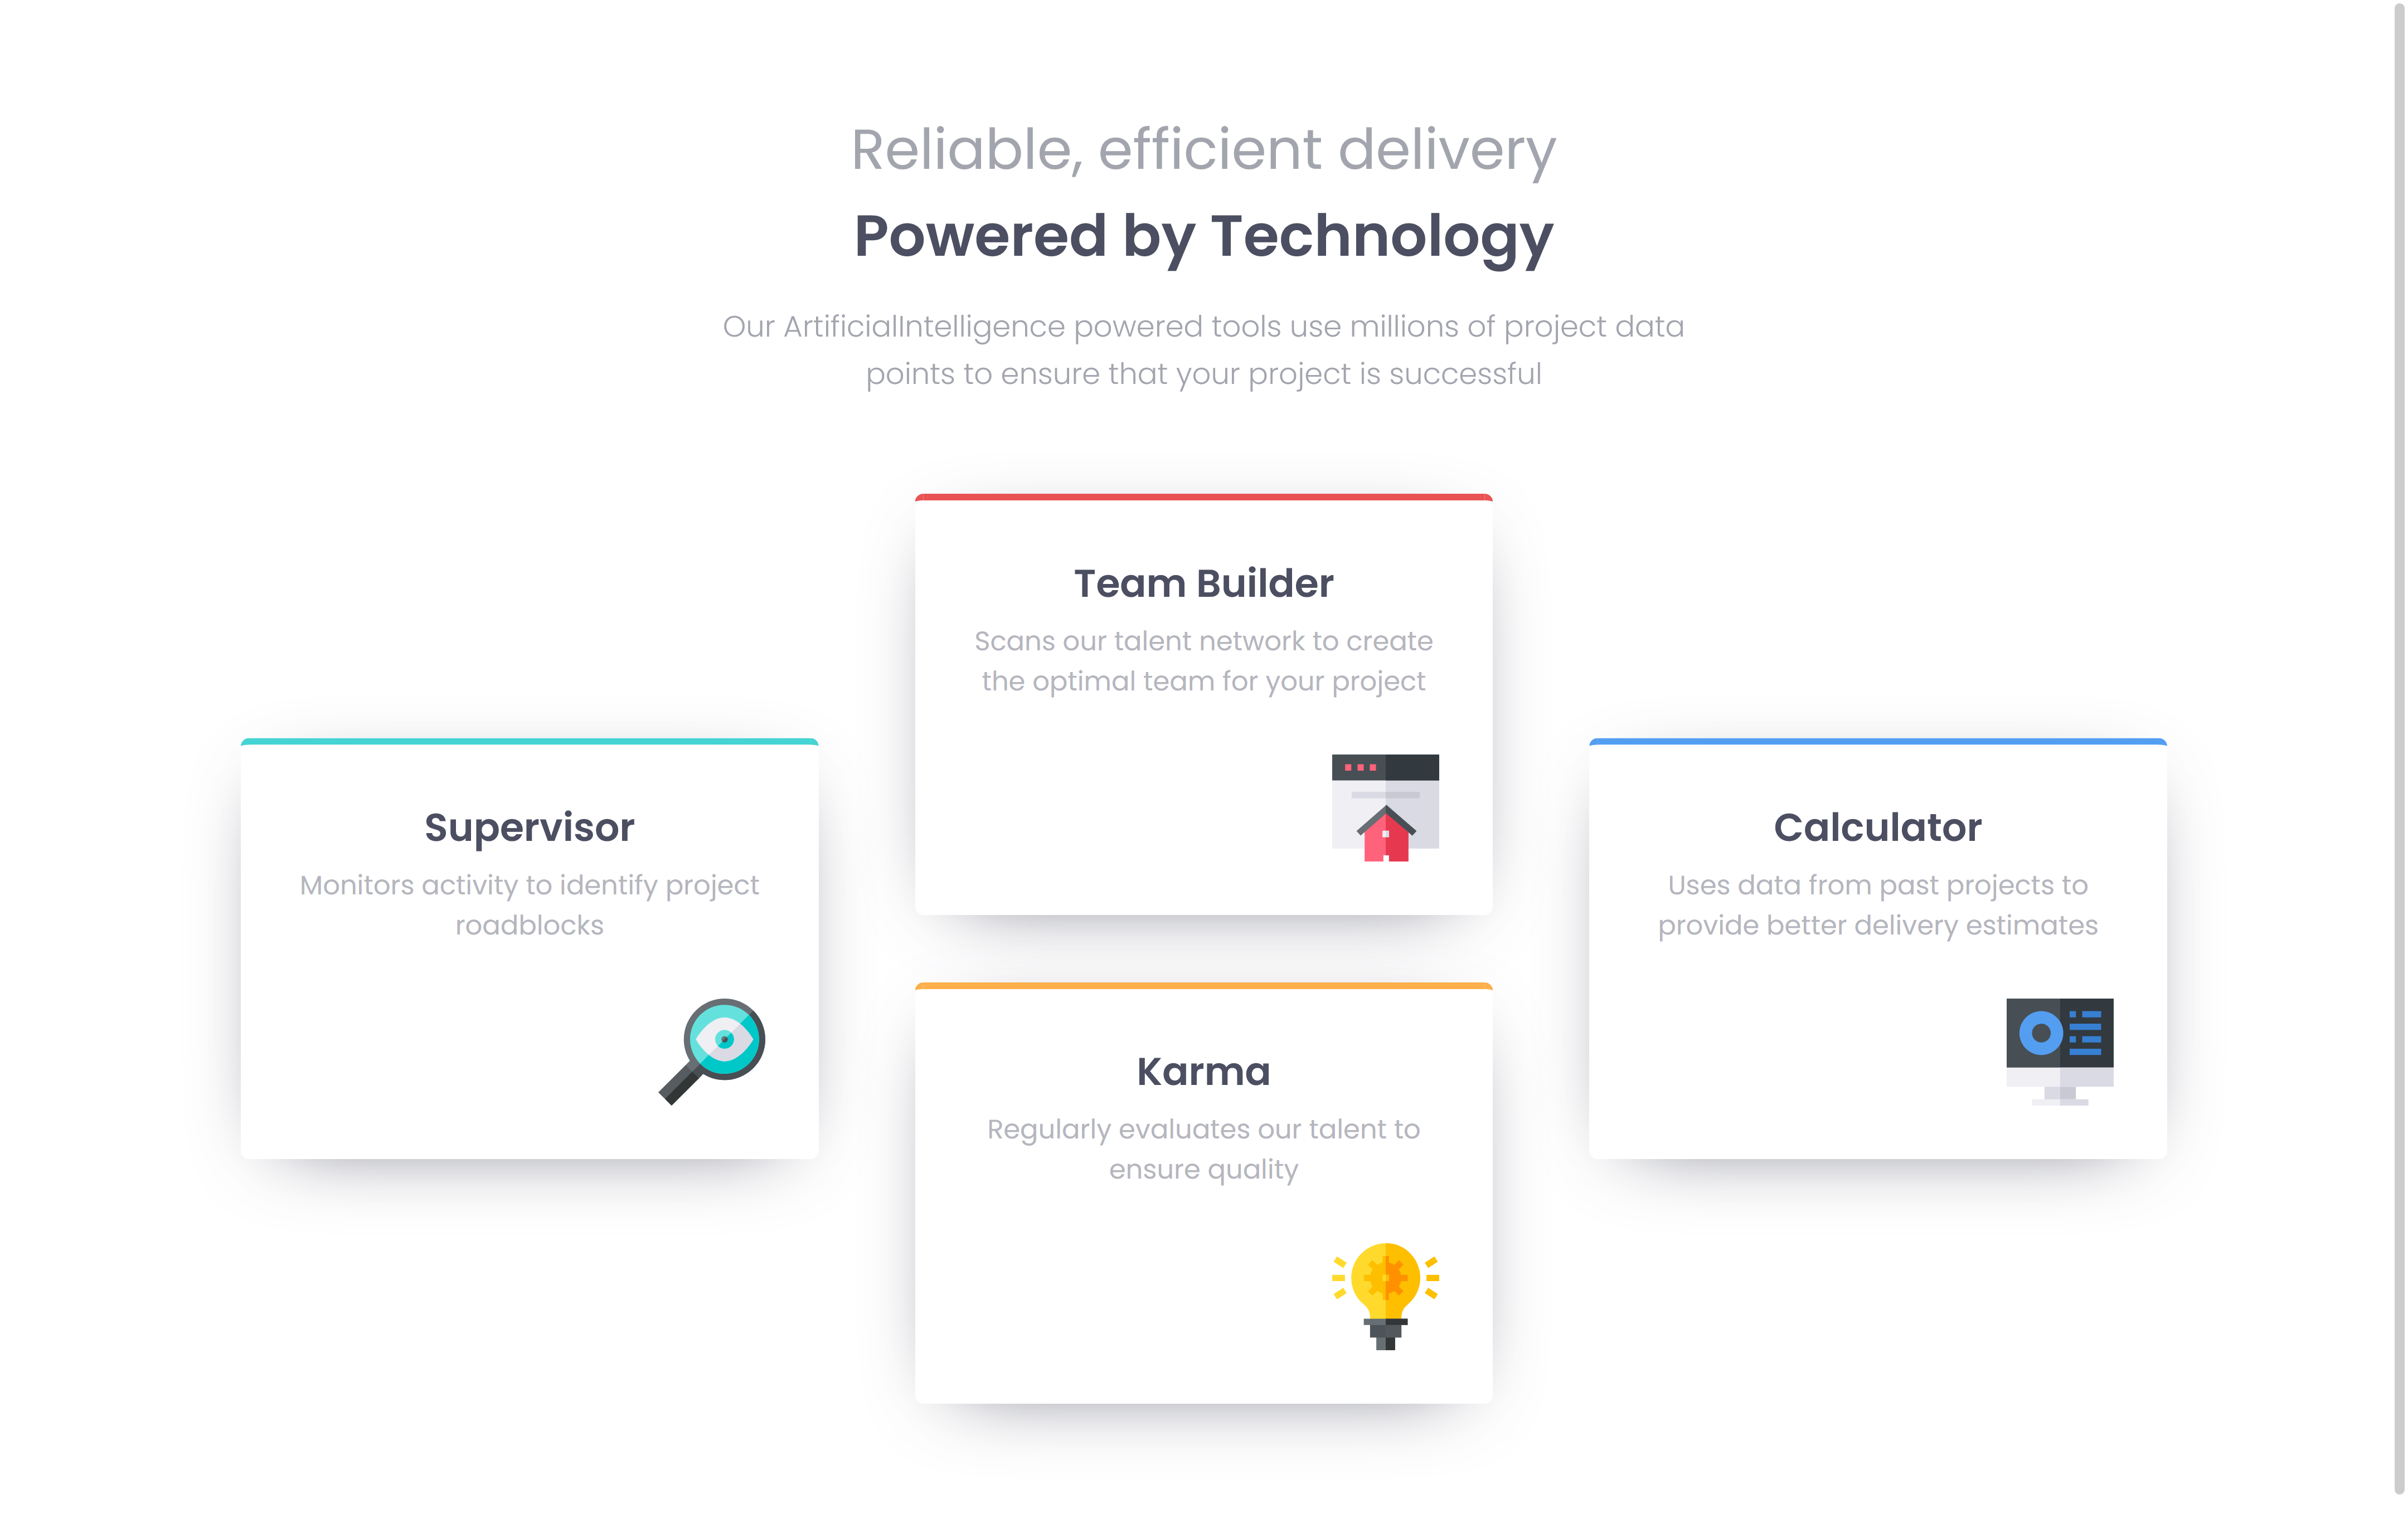 Reliable, efficient delivery
Powered by Technology
Our ArtificialIntelligence powered tools use millions of project data
points to ensure that your project is successful
Supervisor
Monitors activity to identify project
roadblocks
Team Builder
Scans our talent network to create
the optimal team for your project
Karma
Regularly evaluates our talent to
ensure quality
Calculator
Uses data from past projects to
provide better delivery estimates